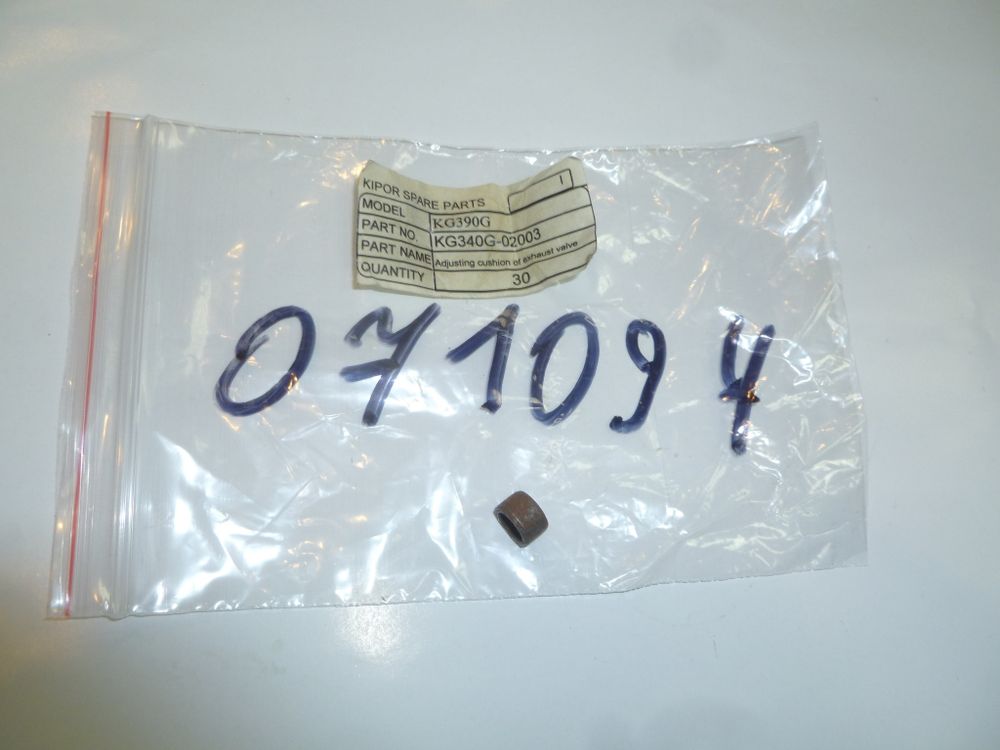 KIPOR SPARE PARTS I
MODEL KG390G
PART NO. KG340G-02003
PART NAME Adjusting cushion of exhaust valve
QUANTITY 30
071094